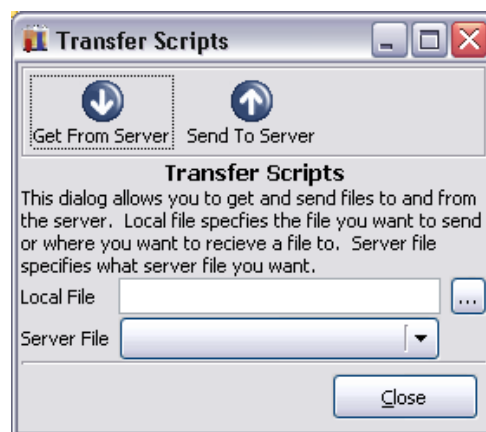 Transfer Scripts
Get From Server Send To Server
Transfer Scripts
This dialog allows you to get and send files to and from
the server. Local file specfies the file you want to send
or where you want to recieve a file to. Server file
specifies what server file you want.
Local File ...
Server File
Close